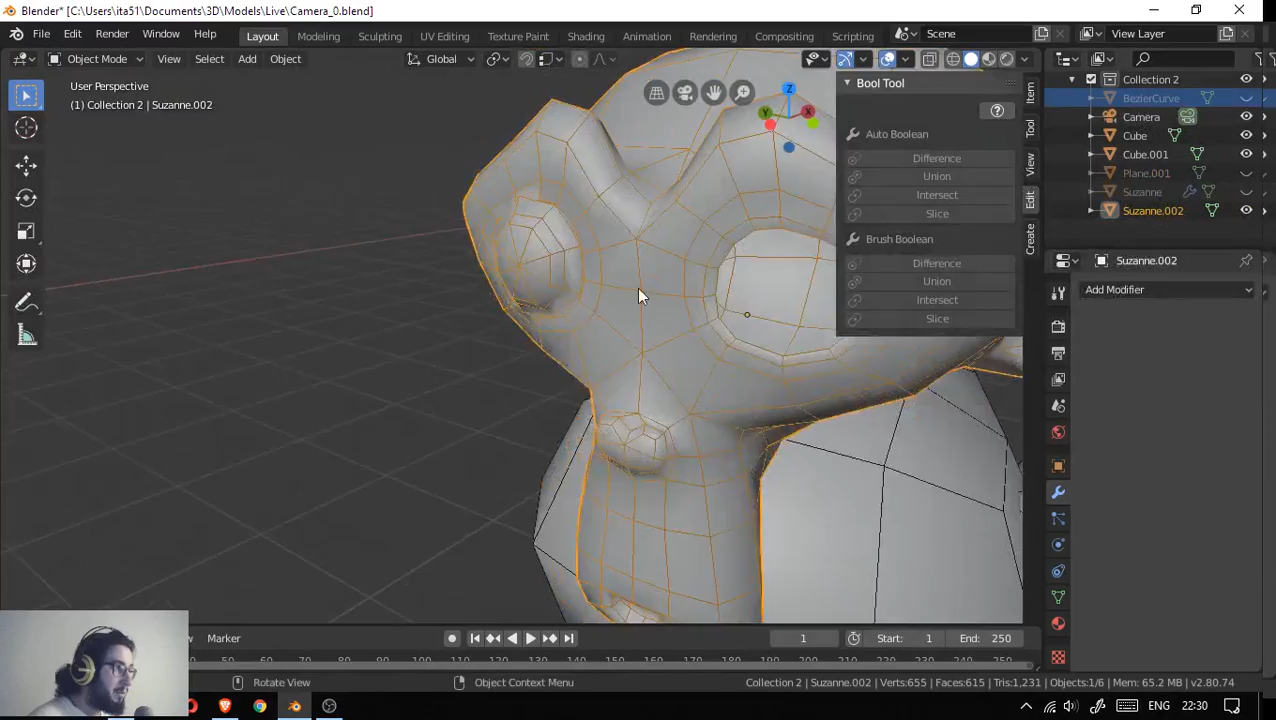 Blender* [C:\Users\ita51\Documents\3D\Models\Live\Camera_0.blend]
File Edit Render Window Help Layout Modeling Sculpting UV Editing Texture Paint Shading Animation Rendering Compositing Scripting Scene View Layer
Object Mode View Select Add Object Global
User Perspective
(1) Collection 2 | Suzanne.002
Bool Tool
Auto Boolean
Difference
Union
Intersect
Slice
Brush Boolean
Difference
Union
Intersect
Slice
Item
Tool
View
Edit
Create
Z
Y
X
Collection 2
BezierCurve
Camera
Cube
Cube.001
Plane.001
Suzanne
Suzanne.002
Suzanne.002
Add Modifier
Marker 1 Start: 1 End: 250
50 60 70 80 90 100 110 120 130 140 150 160 170 180 190 200 210 220 230 240 250
Rotate View Object Context Menu Collection 2 | Suzanne.002 | Verts:655 | Faces:615 | Tris:1,231 | Objects:1/6 | Mem: 65.2 MB | v2.80.74
ENG 22:30